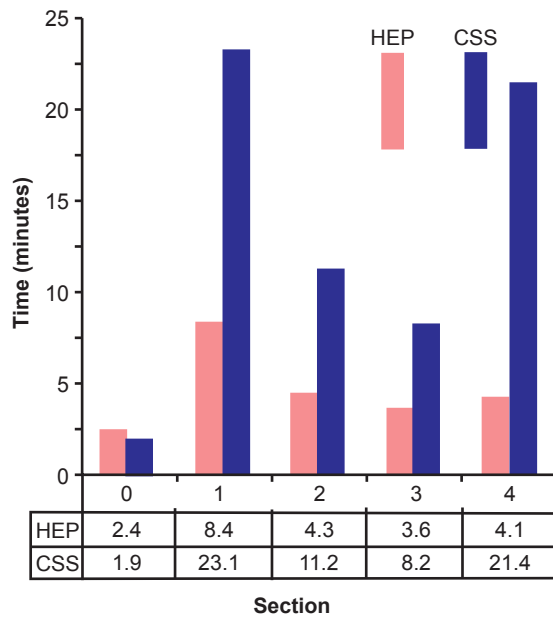 25
HEP CSS
20
15
10
5
0
Time (minutes)
0 1 2 3 4
HEP 2.4 8.4 4.3 3.6 4.1
CSS 1.9 23.1 11.2 8.2 21.4
Section